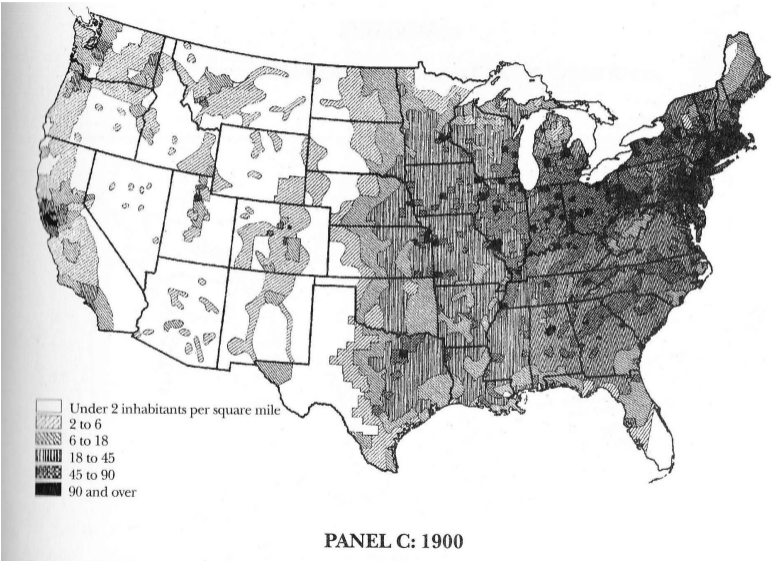 Under 2 inhabitants per square mile
2 to 6
6 to 18
18 to 45
45 to 90
90 and over
PANEL C: 1900